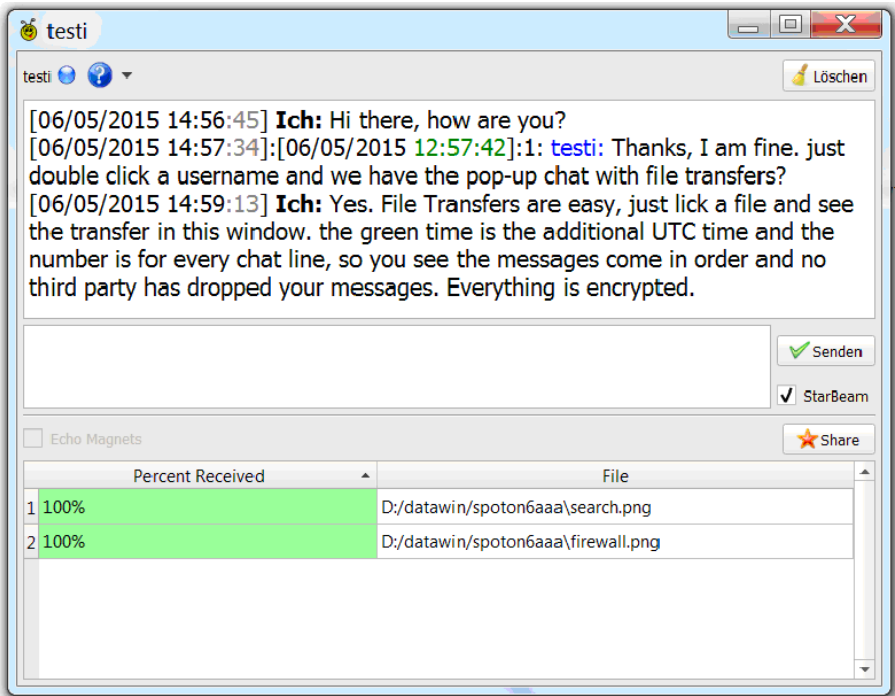 testi
testi
Löschen
[06/05/2015 14:56:45] Ich: Hi there, how are you?
[06/05/2015 14:57:34]:[06/05/2015 12:57:42]:1: testi: Thanks, I am fine. just
double click a username and we have the pop-up chat with file transfers?
[06/05/2015 14:59:13] Ich: Yes. File Transfers are easy, just lick a file and see
the transfer in this window. the green time is the additional UTC time and the
number is for every chat line, so you see the messages come in order and no
third party has dropped your messages. Everything is encrypted.
Senden
StarBeam
Echo Magnets
Share
Percent Received File
1 100% D:/datawin/spoton6aaa\search.png
2 100% D:/datawin/spoton6aaa\firewall.png